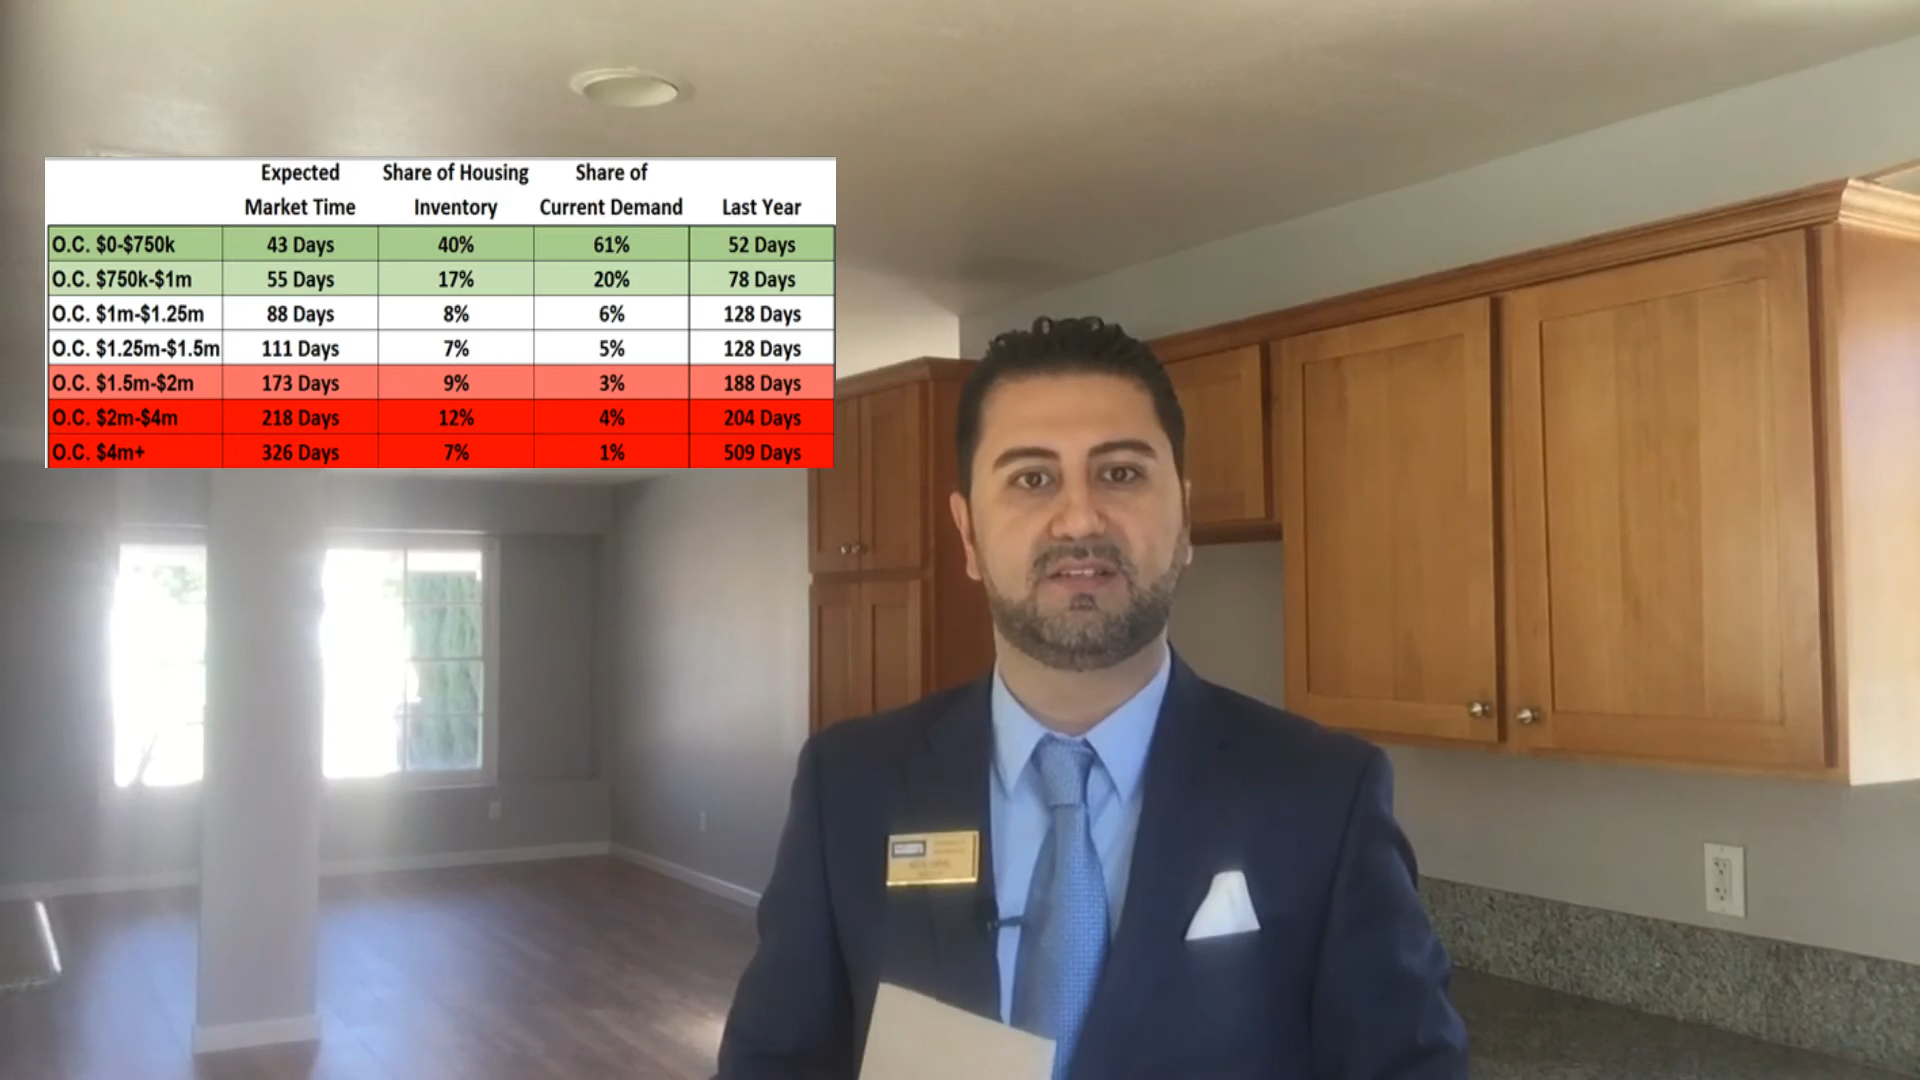 Expected Market Time Share of Housing Inventory Share of Current Demand Last Year
O.C. $0-$750k 43 Days 40% 61% 52 Days
O.C. $750k-$1m 55 Days 17% 20% 78 Days
O.C. $1m-$1.25m 88 Days 8% 6% 128 Days
O.C. $1.25m-$1.5m 111 Days 7% 5% 128 Days
O.C. $1.5m-$2m 173 Days 9% 3% 188 Days
O.C. $2m-$4m 218 Days 12% 4% 204 Days
O.C. $4m+ 326 Days 7% 1% 509 Days